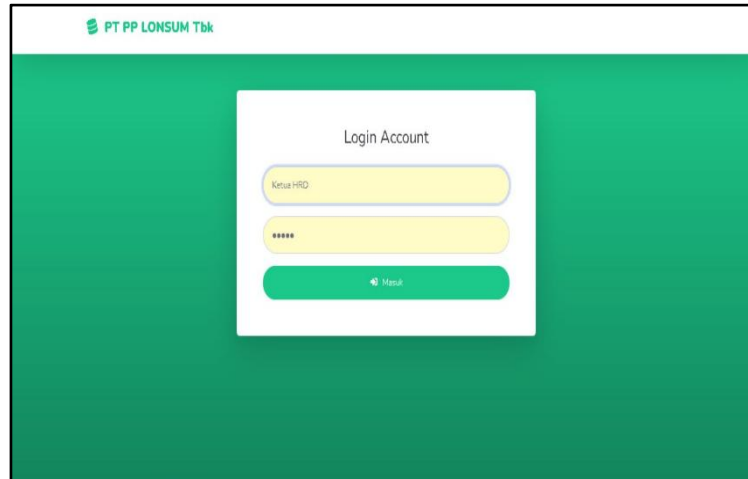 PT PP LONSUM Tbk
Login Account
Ketua HRD
•••••
Masuk